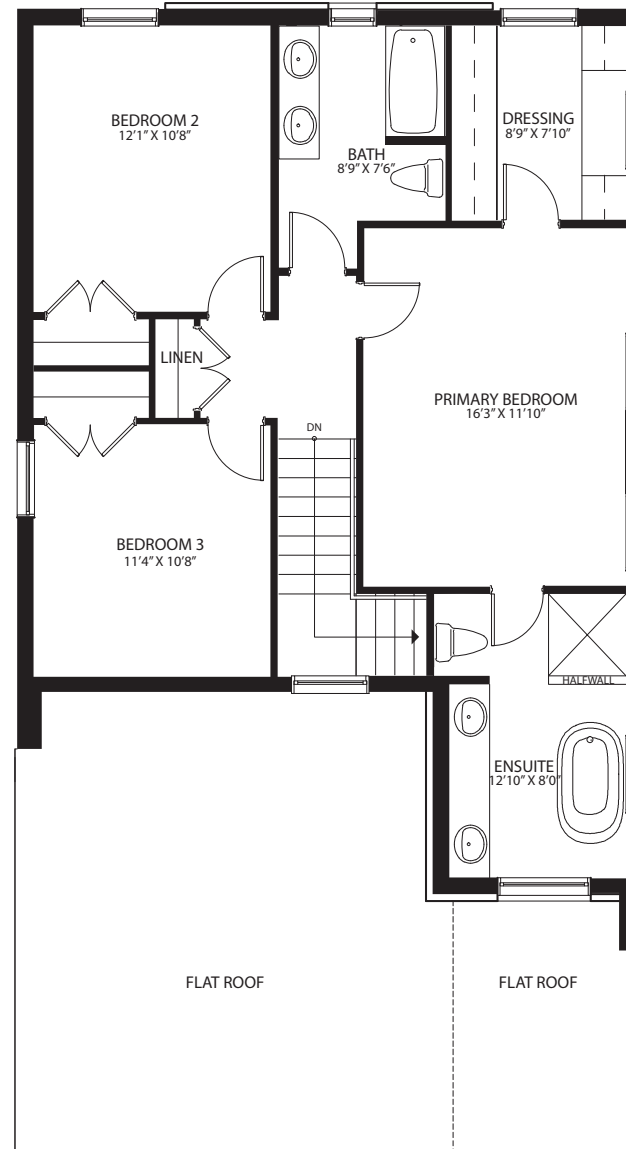 BEDROOM 2
12'1" X 10'8"
BATH
8'9" X 7'6"
DRESSING
8'9" X 7'10"
LINEN
PRIMARY BEDROOM
16'3" X 11'10"
DN
BEDROOM 3
11'4" X 10'8"
HALFWALL
ENSUITE
12'10" X 8'0"
FLAT ROOF
FLAT ROOF